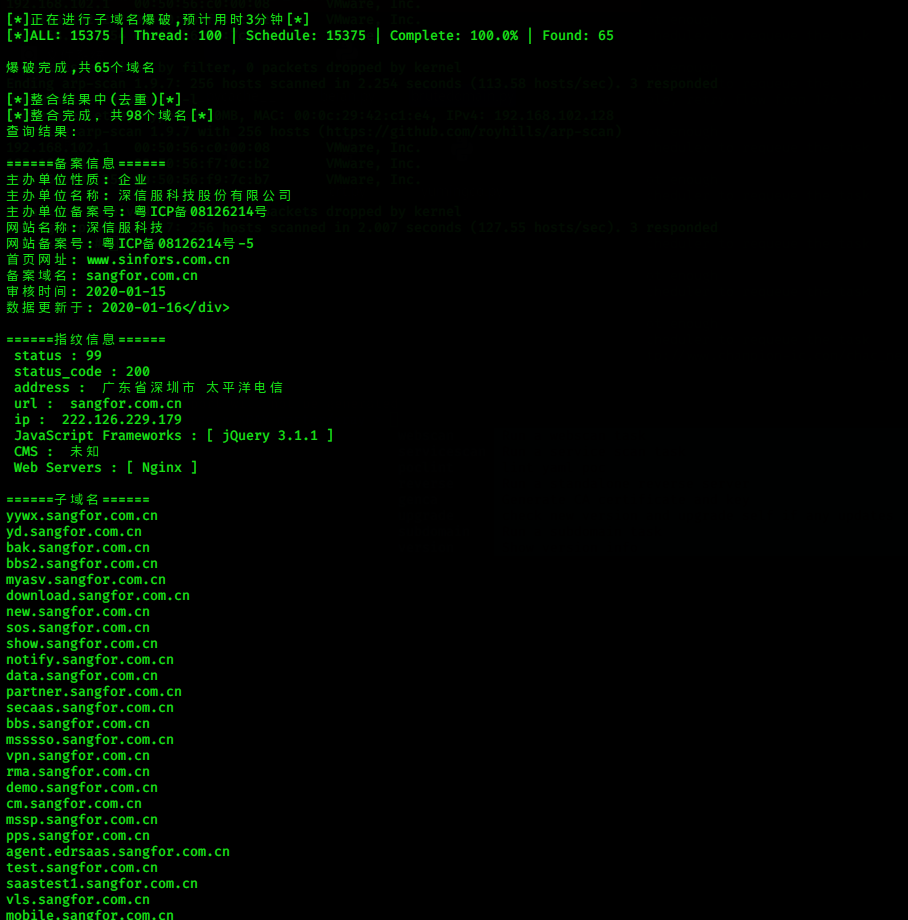 [*]正在进行子域名爆破,预计用时3分钟[*]
[*]ALL: 15375 | Thread: 100 | Schedule: 15375 | Complete: 100.0% | Found: 65
爆破完成,共65个域名
[*]整合结果中(去重)[*]
[*]整合完成, 共98个域名[*]
查询结果:
======备案信息======
主办单位性质: 企业
主办单位名称: 深信服科技股份有限公司
主办单位备案号: 粤ICP备08126214号
网站名称: 深信服科技
网站备案号: 粤ICP备08126214号-5
首页网址: www.sinfors.com.cn
备案域名: sangfor.com.cn
审核时间: 2020-01-15
数据更新于: 2020-01-16</div>
======指纹信息======
status : 99
status_code : 200
address :  广东省深圳市 太平洋电信
url :  sangfor.com.cn
ip :  222.126.229.179
JavaScript Frameworks : [ jQuery 3.1.1 ]
CMS :  未知
Web Servers : [ Nginx ]
======子域名======
yywx.sangfor.com.cn
yd.sangfor.com.cn
bak.sangfor.com.cn
bbs2.sangfor.com.cn
myasv.sangfor.com.cn
download.sangfor.com.cn
new.sangfor.com.cn
sos.sangfor.com.cn
show.sangfor.com.cn
notify.sangfor.com.cn
data.sangfor.com.cn
partner.sangfor.com.cn
secaas.sangfor.com.cn
bbs.sangfor.com.cn
msssso.sangfor.com.cn
vpn.sangfor.com.cn
rma.sangfor.com.cn
demo.sangfor.com.cn
cm.sangfor.com.cn
mssp.sangfor.com.cn
pps.sangfor.com.cn
agent.edrsaas.sangfor.com.cn
test.sangfor.com.cn
saastest1.sangfor.com.cn
vls.sangfor.com.cn
mobile.sangfor.com.cn